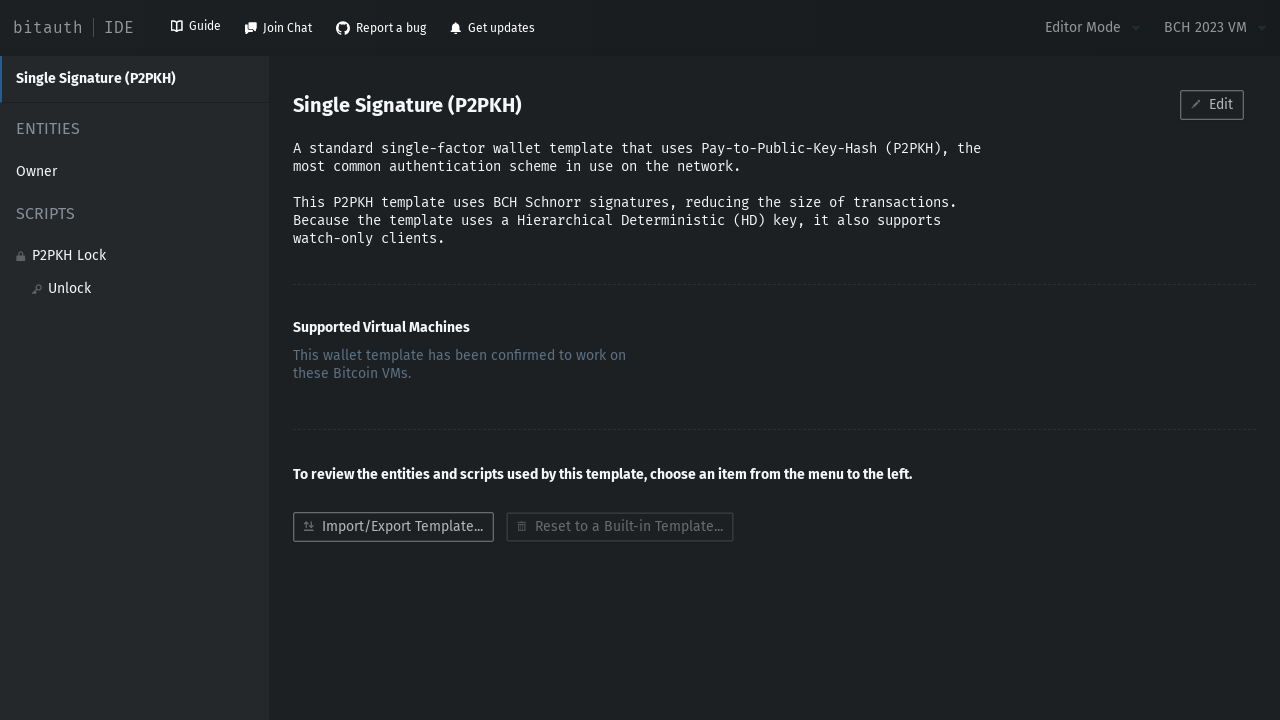 bitauth | IDE
Guide
Join Chat
Report a bug
Get updates
Editor Mode
BCH 2023 VM
Single Signature (P2PKH)
ENTITIES
Owner
SCRIPTS
P2PKH Lock
Unlock
Single Signature (P2PKH)
Edit
A standard single-factor wallet template that uses Pay-to-Public-Key-Hash (P2PKH), the
most common authentication scheme in use on the network.
This P2PKH template uses BCH Schnorr signatures, reducing the size of transactions.
Because the template uses a Hierarchical Deterministic (HD) key, it also supports
watch-only clients.
Supported Virtual Machines
This wallet template has been confirmed to work on
these Bitcoin VMs.
To review the entities and scripts used by this template, choose an item from the menu to the left.
Import/Export Template...
Reset to a Built-in Template...